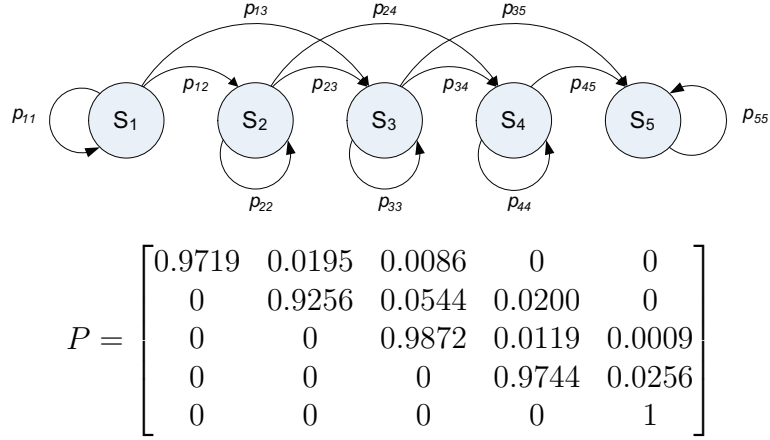 p13 p24 p35
p11 S1 p12 S2 p23 S3 p34 S4 p45 S5 p55
p22 p33 p44
P = [0.9719 0.0195 0.0086 0 0
0 0.9256 0.0544 0.0200 0
0 0 0.9872 0.0119 0.0009
0 0 0 0.9744 0.0256
0 0 0 0 1]